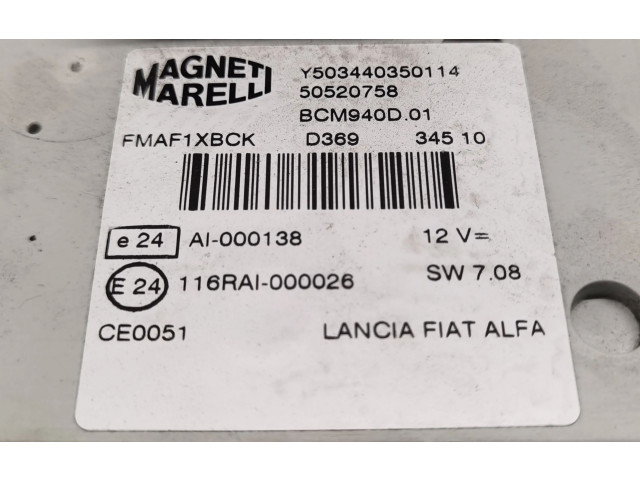 MAGNETI
MARELLI
Y503440350114
50520758
BCM940D.01
FMAF1XBCK D369 345 10
e 24 AI-000138 12 V=
E 24 116RAI-000026 SW 7.08
CE0051 LANCIA FIAT ALFA